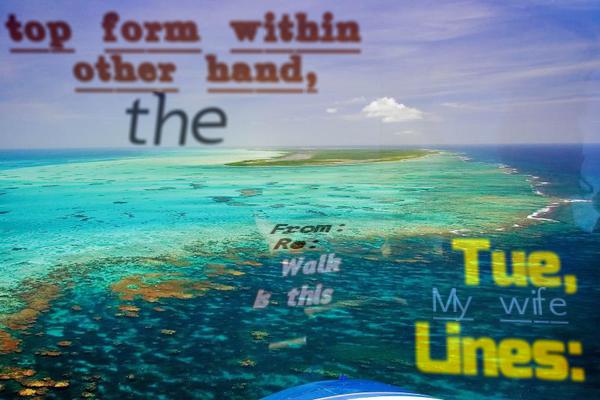 top form within
other hand,
the
From:
Re:
Walk
this
Tue,
My wife
Lines: